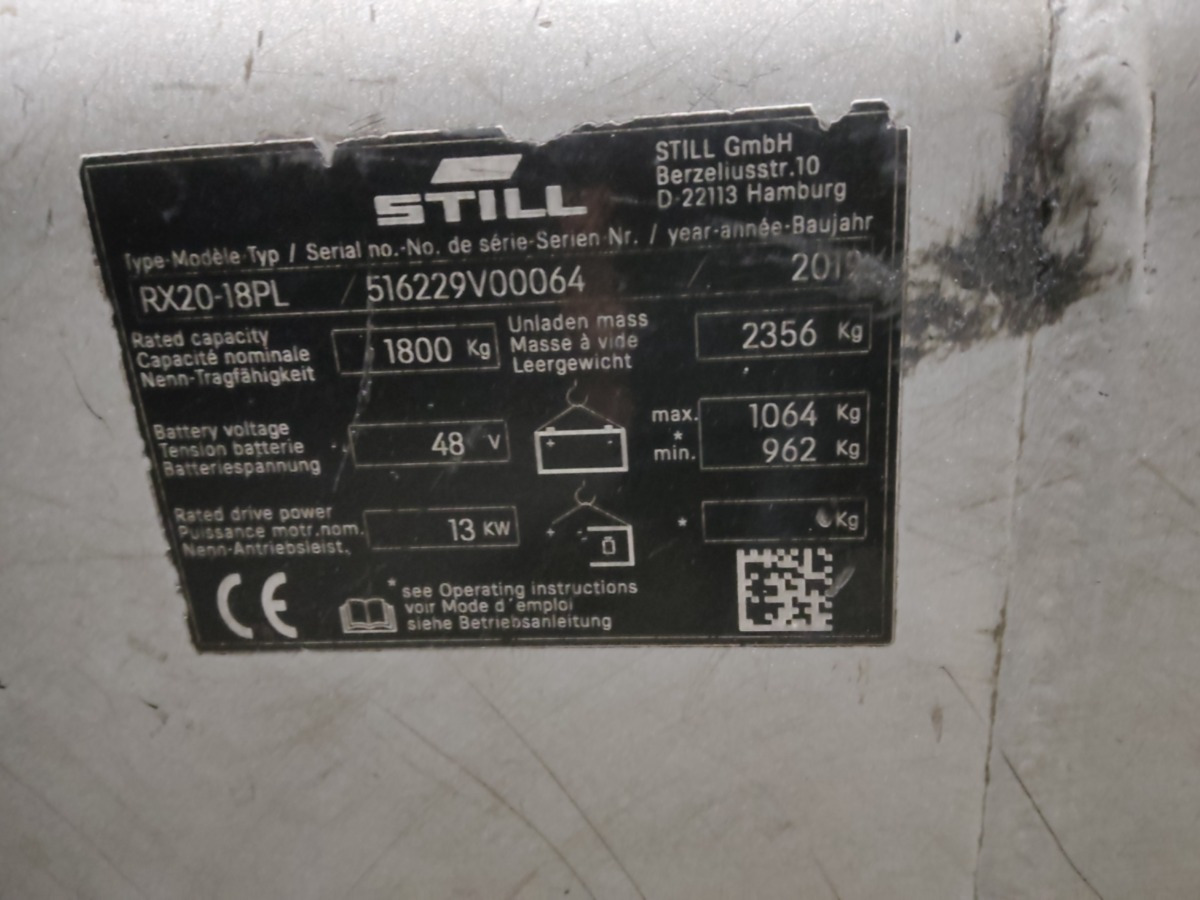 STILL
STILL GmbH
Berzeliusstr.10
D-22113 Hamburg
Type-Modèle-Typ / Serial no.-No. de série-Serien-Nr. / year-année-Baujahr
RX20-18PL / 516229V00064 /
Rated capacity
Capacité nominale
Nenn-Tragfähigkeit
1800 Kg
Unladen mass
Masse à vide
Leergewicht
2356 Kg
Battery voltage
Tension batterie
Batteriespannung
48 V
+ -
max. 1064 Kg
*
min. 962 Kg
Rated drive power
Puissance motr.nom.
Nenn-Antriebsleist.
13 KW
+ -
* Kg
CE
* see Operating instructions
voir Mode d'emploi
siehe Betriebsanleitung